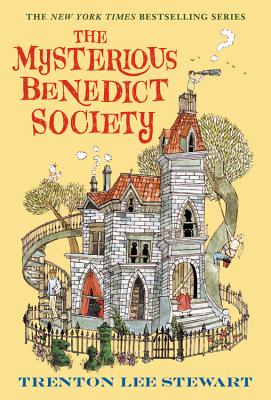 THE NEW YORK TIMES BESTSELLING SERIES
THE
MYSTERIOUS
BENEDICT
SOCIETY
TRENTON LEE STEWART